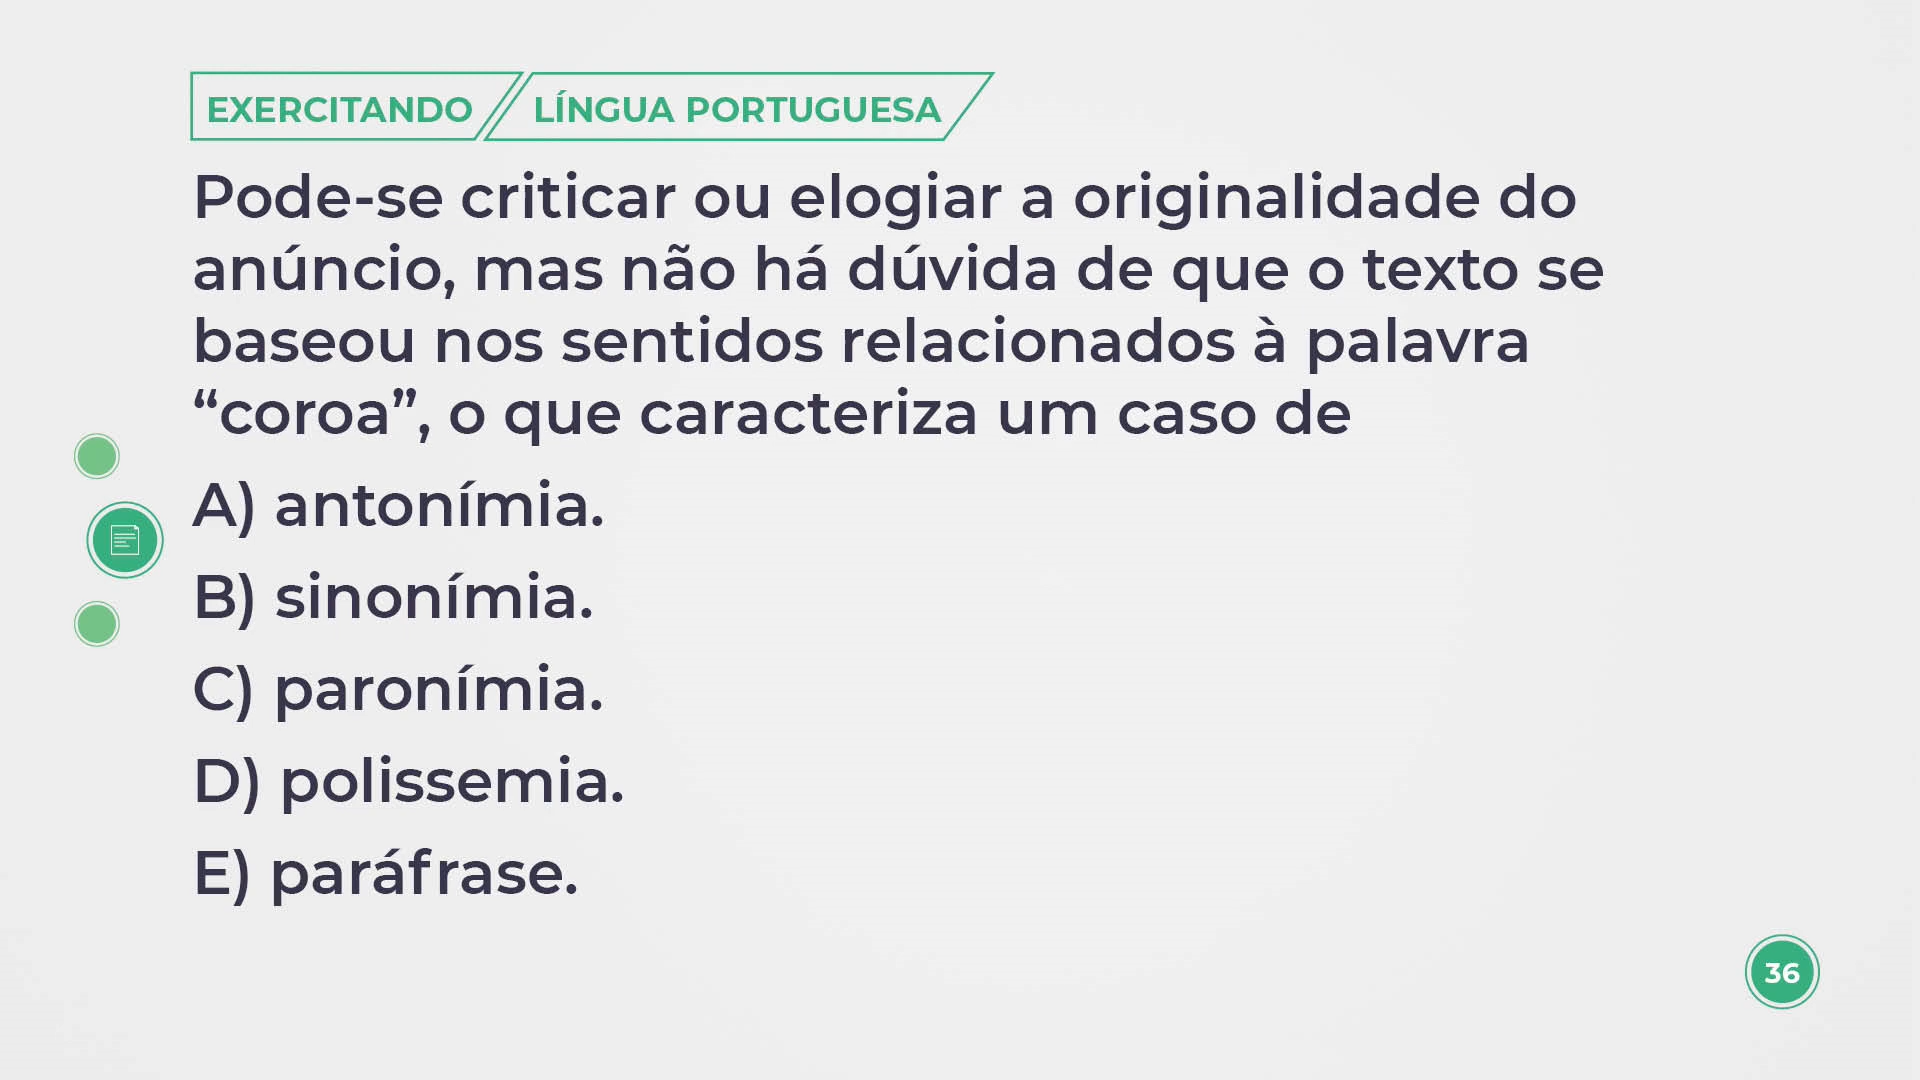 EXERCITANDO LÍNGUA PORTUGUESA
Pode-se criticar ou elogiar a originalidade do
anúncio, mas não há dúvida de que o texto se
baseou nos sentidos relacionados à palavra
“coroa”, o que caracteriza um caso de
A) antonímia.
B) sinonímia.
C) paronímia.
D) polissemia.
E) paráfrase.
36